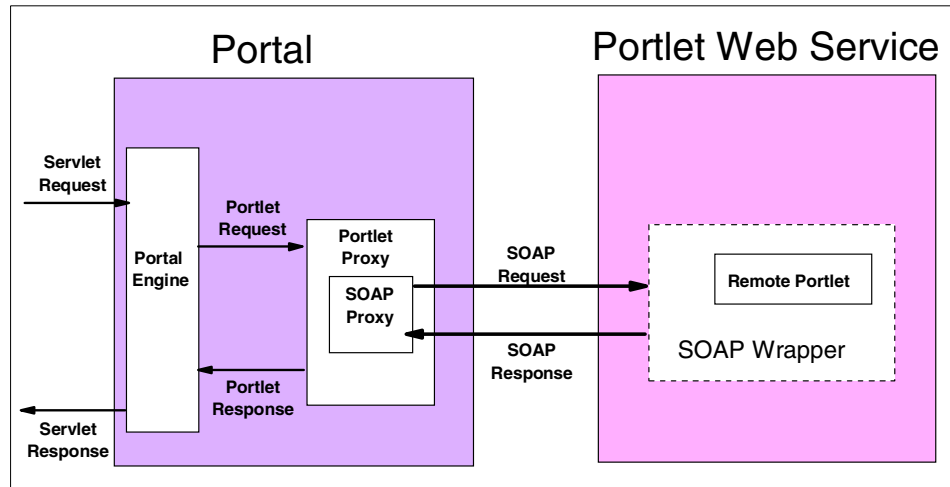 Portal
Portlet Web Service
Servlet
Request
Portlet
Request
Portal
Engine
Portlet
Proxy
SOAP
Proxy
SOAP
Request
Remote Portlet
SOAP Wrapper
SOAP
Response
Portlet
Response
Servlet
Response